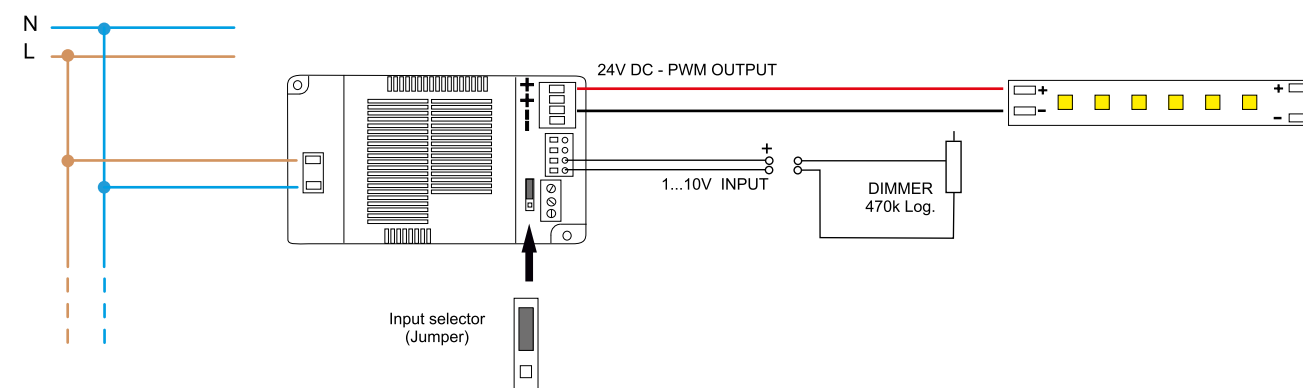 N
L
24V DC - PWM OUTPUT
+
+
-
-
+
-
+
-
+
1...10V INPUT
DIMMER
470k Log.
Input selector
(Jumper)